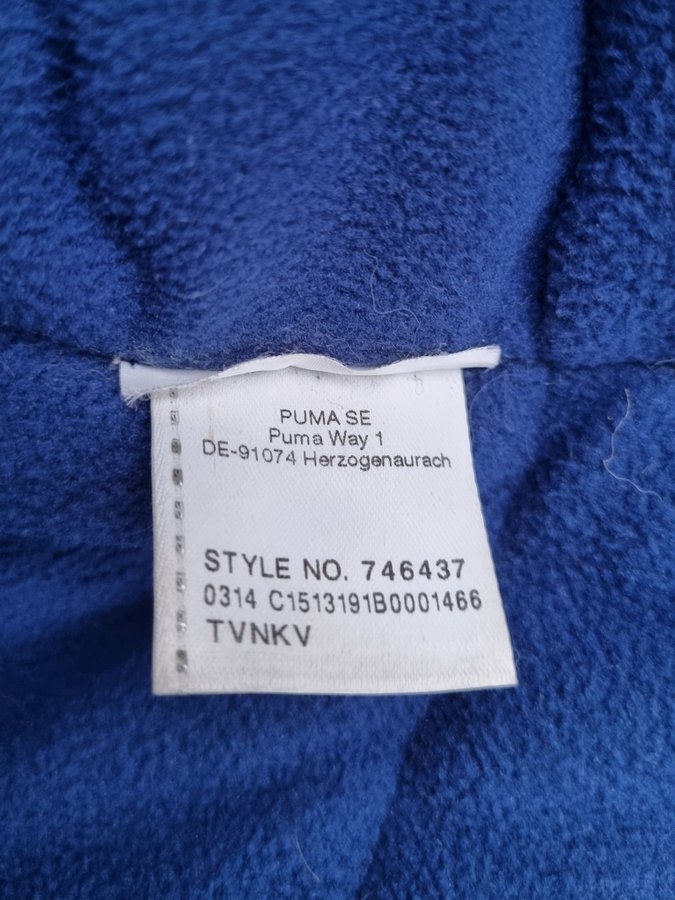 PUMA SE
Puma Way 1
DE-91074 Herzogenaurach
STYLE NO. 746437
0314 C1513191B0001466
TVNKV